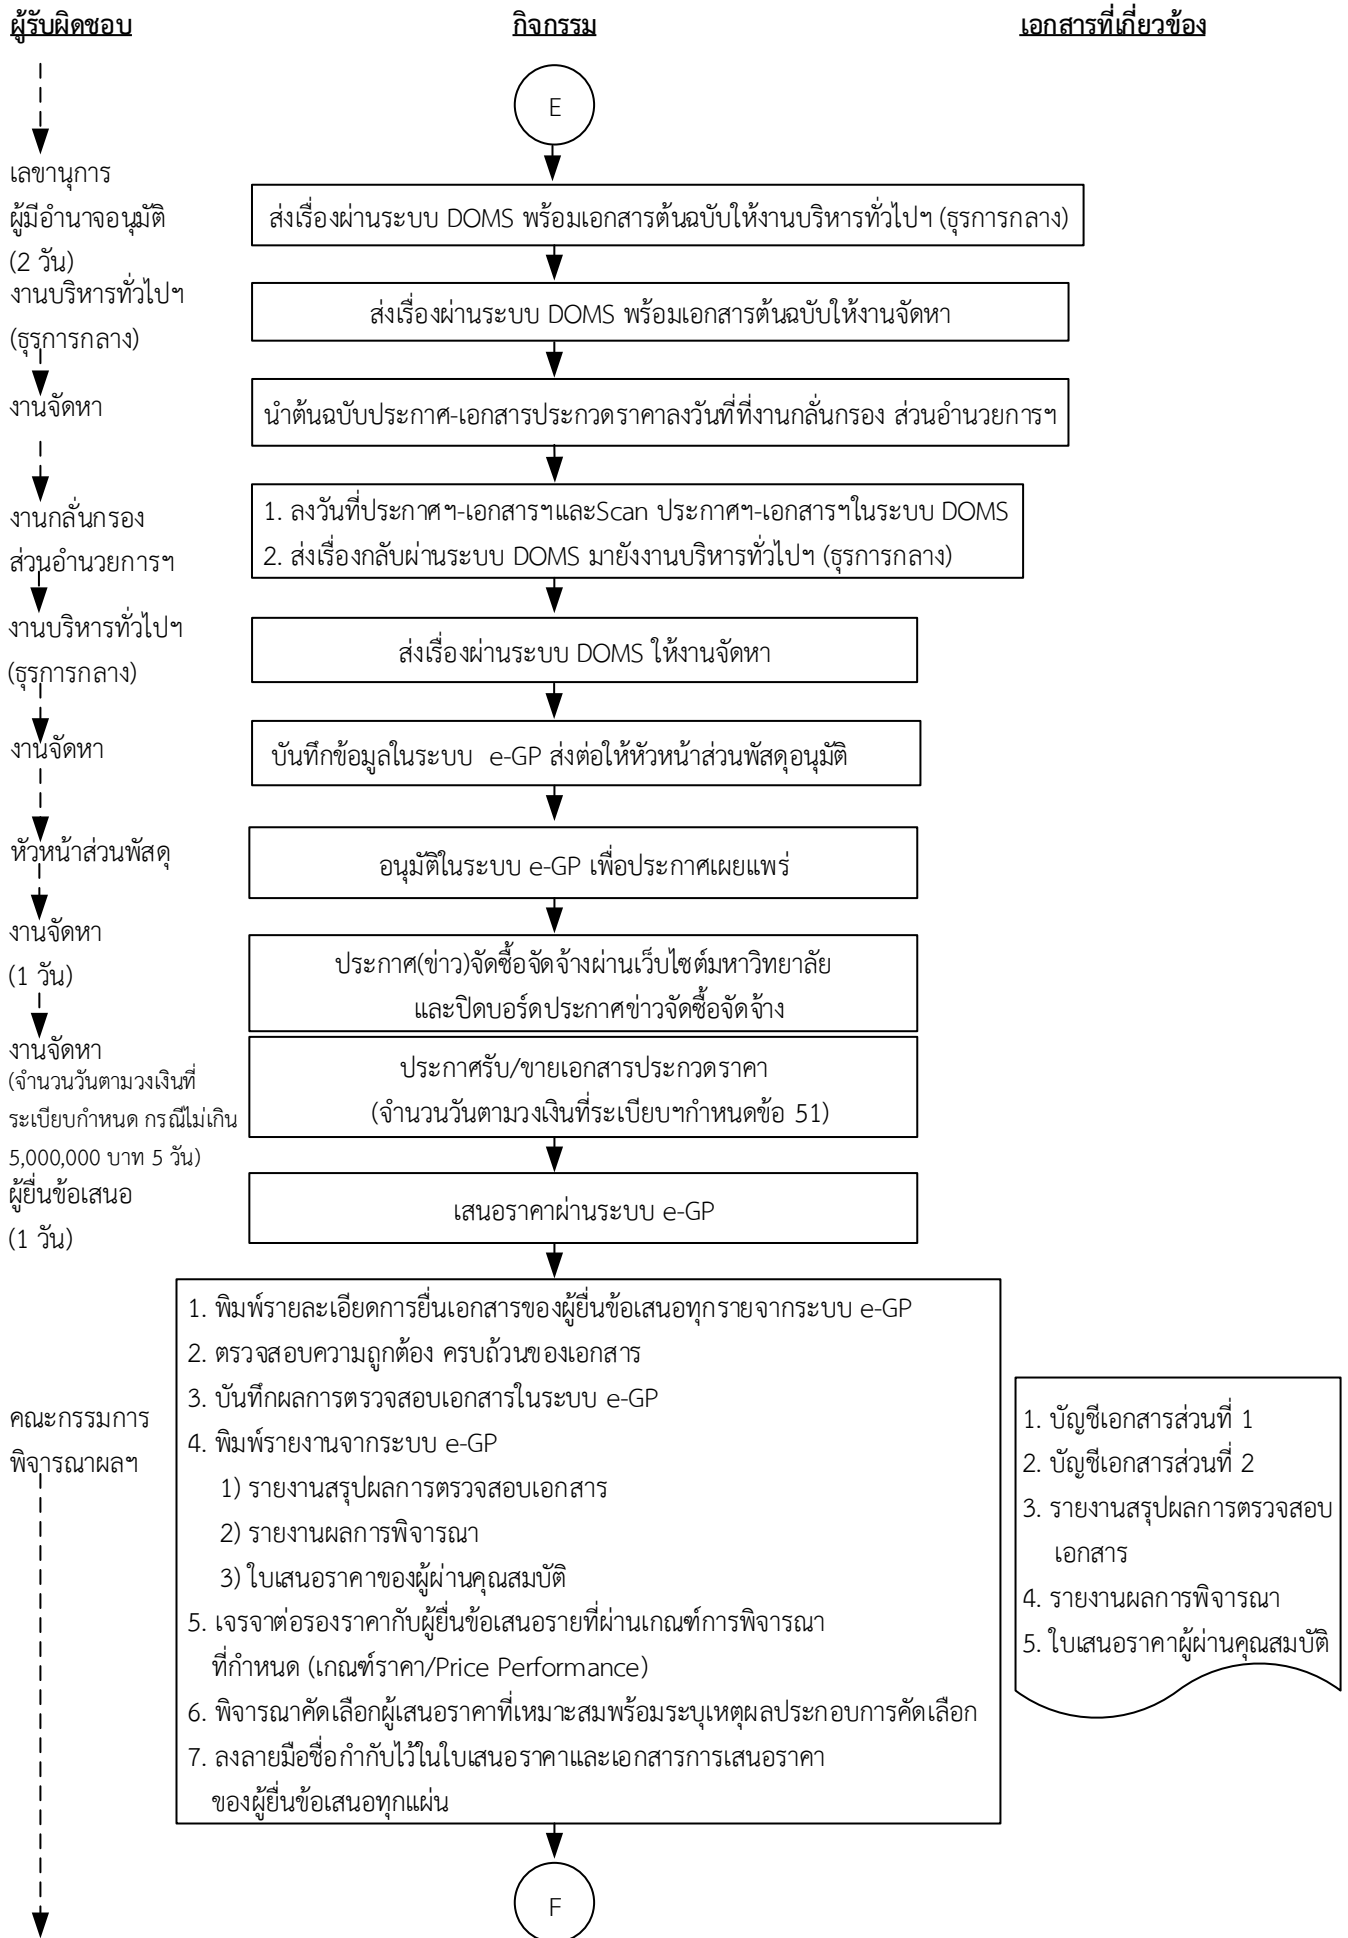 ผู้รับผิดชอบ
กิจกรรม
เอกสารที่เกี่ยวข้อง
E
เลขานุการ
ผู้มีอำนาจอนุมัติ
(2 วัน)
ส่งเรื่องผ่านระบบ DOMS พร้อมเอกสารต้นฉบับให้งานบริหารทั่วไปฯ (ธุรการกลาง)
งานบริหารทั่วไปฯ
(ธุรการกลาง)
ส่งเรื่องผ่านระบบ DOMS พร้อมเอกสารต้นฉบับให้งานจัดหา
งานจัดหา
นำต้นฉบับประกาศ-เอกสารประกวดราคาลงวันที่ที่งานกลั่นกรอง ส่วนอำนวยการฯ
งานกลั่นกรอง
ส่วนอำนวยการฯ
1. ลงวันที่ประกาศฯ-เอกสารฯและScan ประกาศฯ-เอกสารฯในระบบ DOMS
2. ส่งเรื่องกลับผ่านระบบ DOMS มายังงานบริหารทั่วไปฯ (ธุรการกลาง)
งานบริหารทั่วไปฯ
(ธุรการกลาง)
ส่งเรื่องผ่านระบบ DOMS ให้งานจัดหา
งานจัดหา
บันทึกข้อมูลในระบบ e-GP ส่งต่อให้หัวหน้าส่วนพัสดุอนุมัติ
หัวหน้าส่วนพัสดุ
อนุมัติในระบบ e-GP เพื่อประกาศเผยแพร่
งานจัดหา
(1 วัน)
ประกาศ(ข่าว)จัดซื้อจัดจ้างผ่านเว็บไซต์มหาวิทยาลัย
และปิดบอร์ดประกาศข่าวจัดซื้อจัดจ้าง
งานจัดหา
(จำนวนวันตามวงเงินที่
ระเบียบกำหนด กรณีไม่เกิน
5,000,000 บาท 5 วัน)
ประกาศรับ/ขายเอกสารประกวดราคา
(จำนวนวันตามวงเงินที่ระเบียบฯกำหนดข้อ 51)
ผู้ยื่นข้อเสนอ
(1 วัน)
เสนอราคาผ่านระบบ e-GP
คณะกรรมการ
พิจารณาผลฯ
1. พิมพ์รายละเอียดการยื่นเอกสารของผู้ยื่นข้อเสนอทุกรายจากระบบ e-GP
2. ตรวจสอบความถูกต้อง ครบถ้วนของเอกสาร
3. บันทึกผลการตรวจสอบเอกสารในระบบ e-GP
4. พิมพ์รายงานจากระบบ e-GP
1) รายงานสรุปผลการตรวจสอบเอกสาร
2) รายงานผลการพิจารณา
3) ใบเสนอราคาของผู้ผ่านคุณสมบัติ
5. เจรจาต่อรองราคากับผู้ยื่นข้อเสนอรายที่ผ่านเกณฑ์การพิจารณา
ที่กำหนด (เกณฑ์ราคา/Price Performance)
6. พิจารณาคัดเลือกผู้เสนอราคาที่เหมาะสมพร้อมระบุเหตุผลประกอบการคัดเลือก
7. ลงลายมือชื่อกำกับไว้ในใบเสนอราคาและเอกสารการเสนอราคา
ของผู้ยื่นข้อเสนอทุกแผ่น
1. บัญชีเอกสารส่วนที่ 1
2. บัญชีเอกสารส่วนที่ 2
3. รายงานสรุปผลการตรวจสอบ
เอกสาร
4. รายงานผลการพิจารณา
5. ใบเสนอราคาผู้ผ่านคุณสมบัติ
F